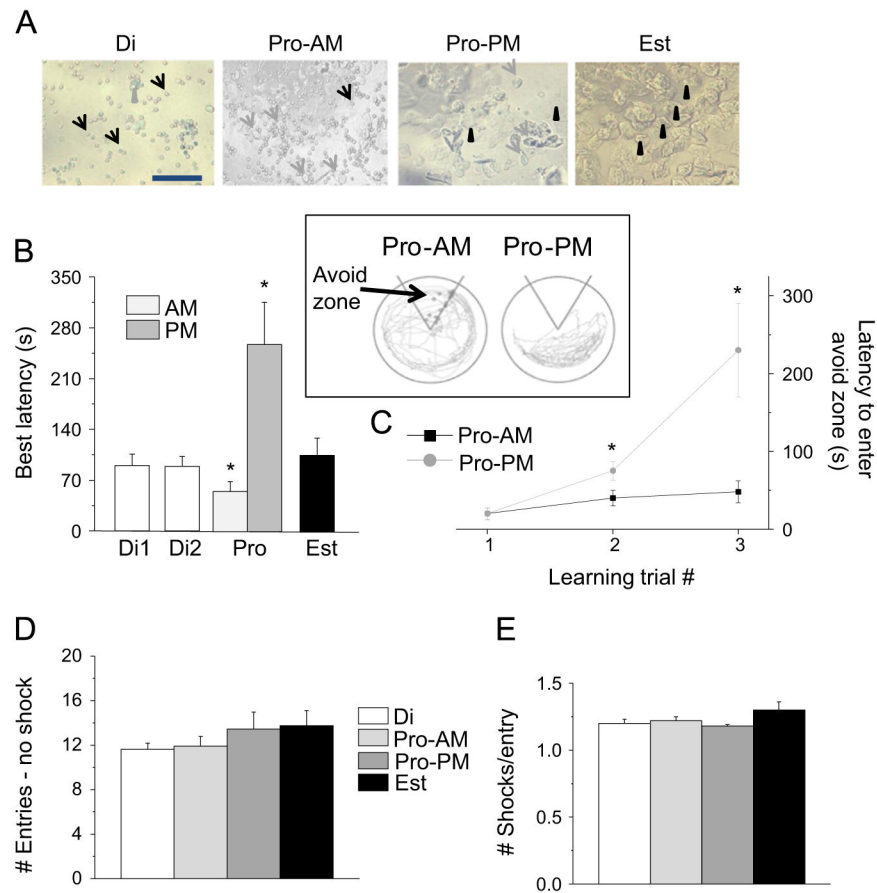 A
Di Pro-AM Pro-PM Est
B
350
280
210
140
70
0
Best latency (s)
AM
PM
*
*
Di1 Di2 Pro Est
Pro-AM Pro-PM
Avoid
zone
C
Pro-AM
Pro-PM
*
*
300
200
100
0
Latency to enter
avoid zone (s)
1 2 3
Learning trial #
D
20
16
12
8
4
0
# Entries - no shock
Di
Pro-AM
Pro-PM
Est
E
1.5
1.0
0.5
0.0
# Shocks/entry